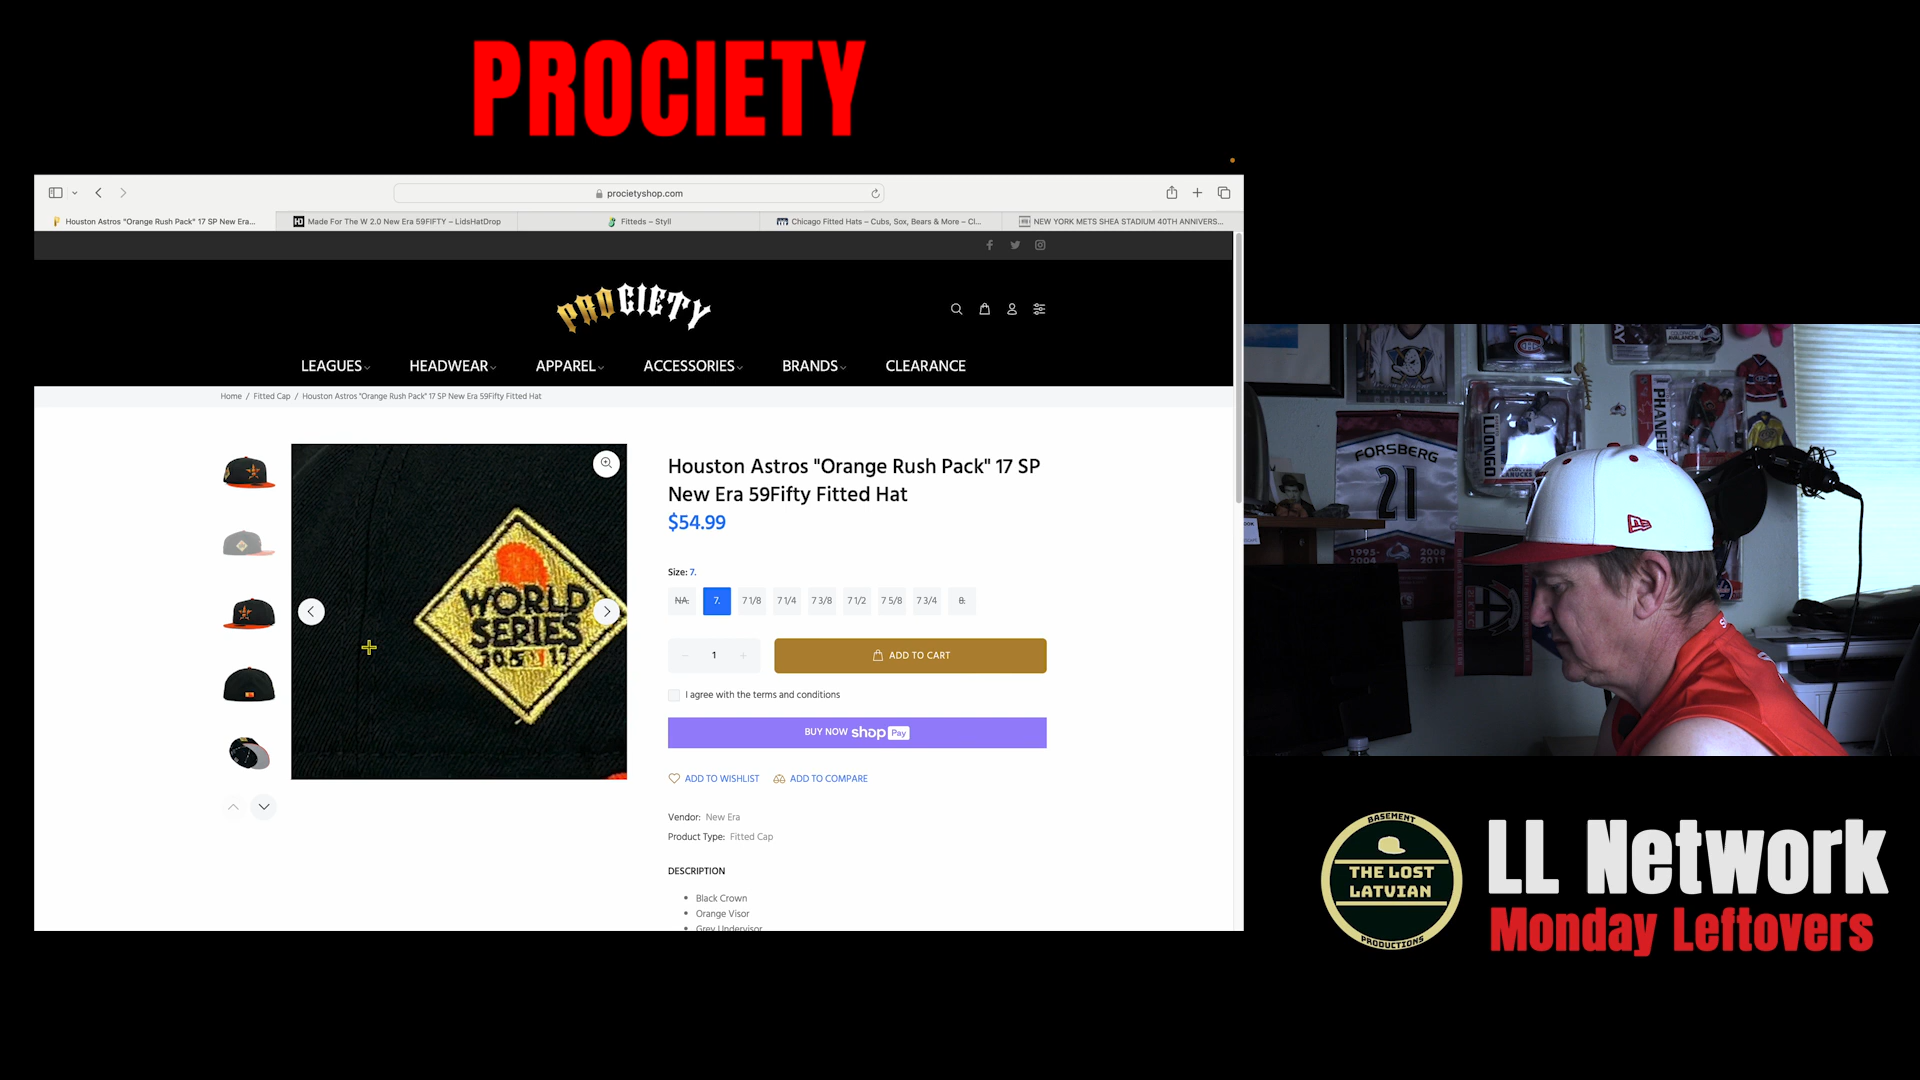 PROCIETY
procietyshop.com
Houston Astros "Orange Rush Pack" 17 SP New Era...
HD Made For The W 2.0 New Era 59FIFTY – LidsHatDrop
Fitteds – Styll
Chicago Fitted Hats – Cubs, Sox, Bears & More – Cl...
NEW YORK METS SHEA STADIUM 40TH ANNIVERS...
PROCIETY
LEAGUES
HEADWEAR
APPAREL
ACCESSORIES
BRANDS
CLEARANCE
Home / Fitted Cap / Houston Astros "Orange Rush Pack" 17 SP New Era 59Fifty Fitted Hat
WORLD
SERIES
Houston Astros "Orange Rush Pack" 17 SP
New Era 59Fifty Fitted Hat
$54.99
Size: 7.
NA.
7.
7 1/8
7 1/4
7 3/8
7 1/2
7 5/8
7 3/4
8.
1
ADD TO CART
I agree with the terms and conditions
BUY NOW shop Pay
ADD TO WISHLIST
ADD TO COMPARE
Vendor: New Era
Product Type: Fitted Cap
DESCRIPTION
Black Crown
Orange Visor
Grey Undervisor
FORSBERG
21
1995-
2004
2008
2011
LUONGO
PHANEUF
BASEMENT
THE LOST
LATVIAN
PRODUCTIONS
LL Network
Monday Leftovers